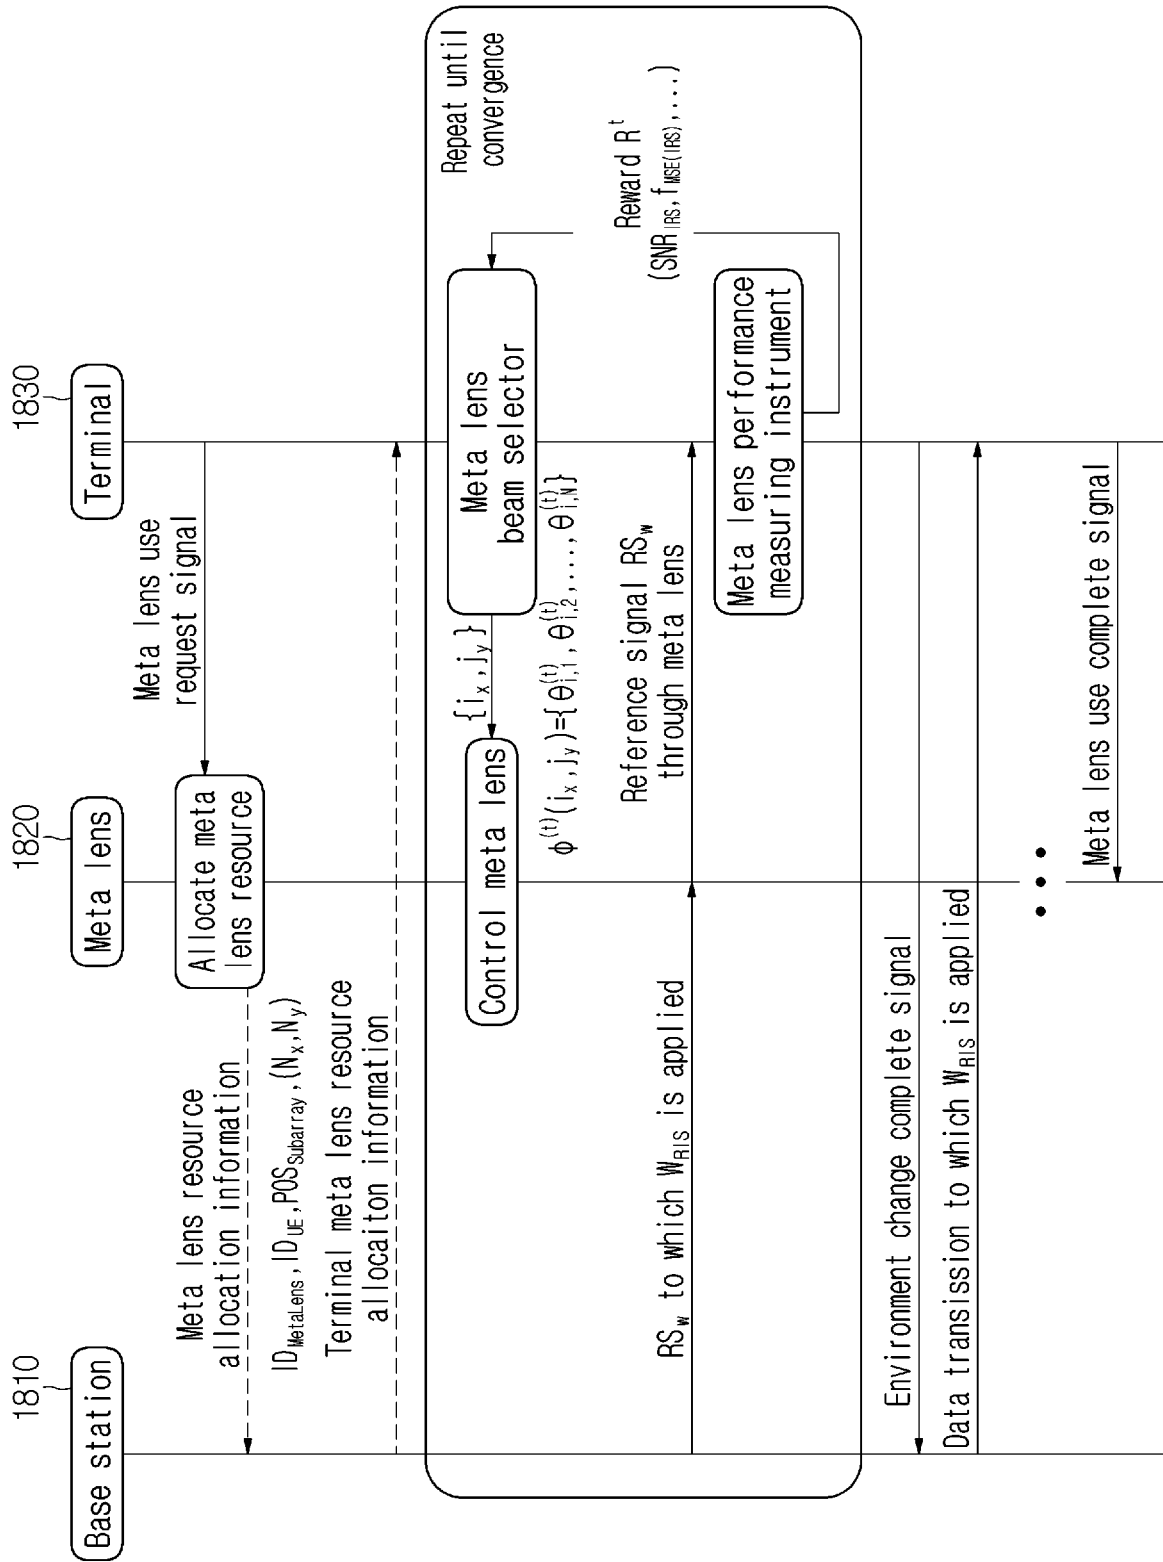 1810
Base station
1820
Meta lens
1830
Terminal
Meta lens use
request signal
Allocate meta
lens resource
Meta lens resource
allocation information
ID_MetaLens, ID_UE, POS_Subarray, (N_x, N_y)
Terminal meta lens resource
allocaiton information
Repeat until
convergence
Meta lens
beam selector
{i_x, j_y}
Control meta lens
ϕ^(t)(i_x, j_y)={θ^(t)_i,1, θ^(t)_i,2, ..., θ^(t)_i,N}
Reward R^t
(SNR_IRS, f_MSE(IRS), ...)
RS_w to which W_RIS is applied
Reference signal RS_w
through meta lens
Meta lens performance
measuring instrument
Environment change complete signal
Data transission to which W_RIS is applied
Meta lens use complete signal